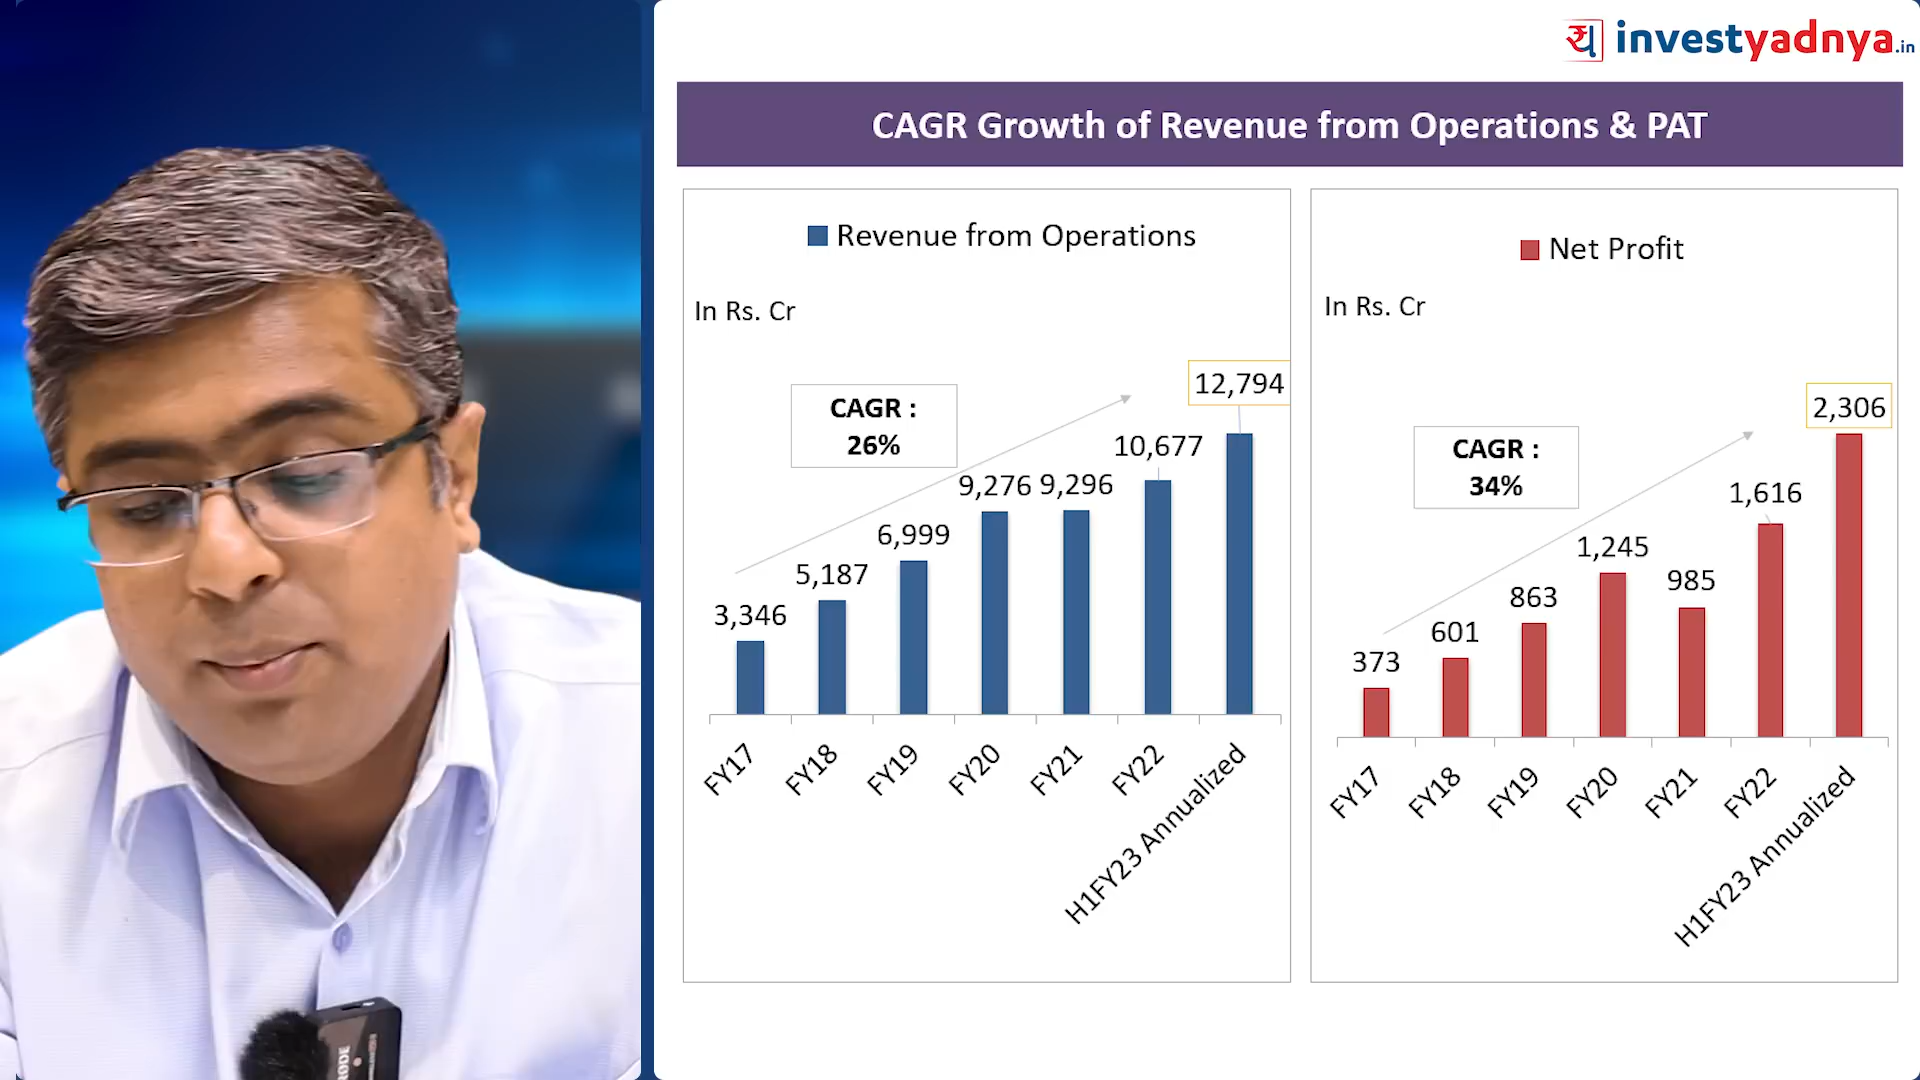 य investyadnya.in
CAGR Growth of Revenue from Operations & PAT
Revenue from Operations
In Rs. Cr
CAGR :
26%
3,346
5,187
6,999
9,276
9,296
10,677
12,794
FY17
FY18
FY19
FY20
FY21
FY22
H1FY23 Annualized
Net Profit
In Rs. Cr
CAGR :
34%
373
601
863
1,245
985
1,616
2,306
FY17
FY18
FY19
FY20
FY21
FY22
H1FY23 Annualized
RODE